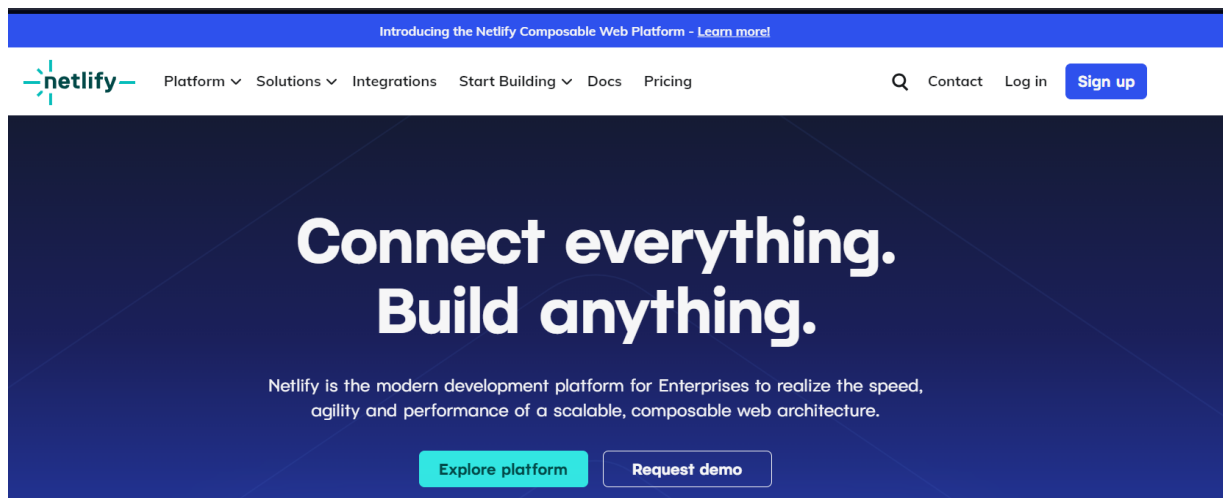 Introducing the Netlify Composable Web Platform - Learn more!
netlify Platform Solutions Integrations Start Building Docs Pricing Contact Log in Sign up
Connect everything.
Build anything.
Netlify is the modern development platform for Enterprises to realize the speed,
agility and performance of a scalable, composable web architecture.
Explore platform Request demo